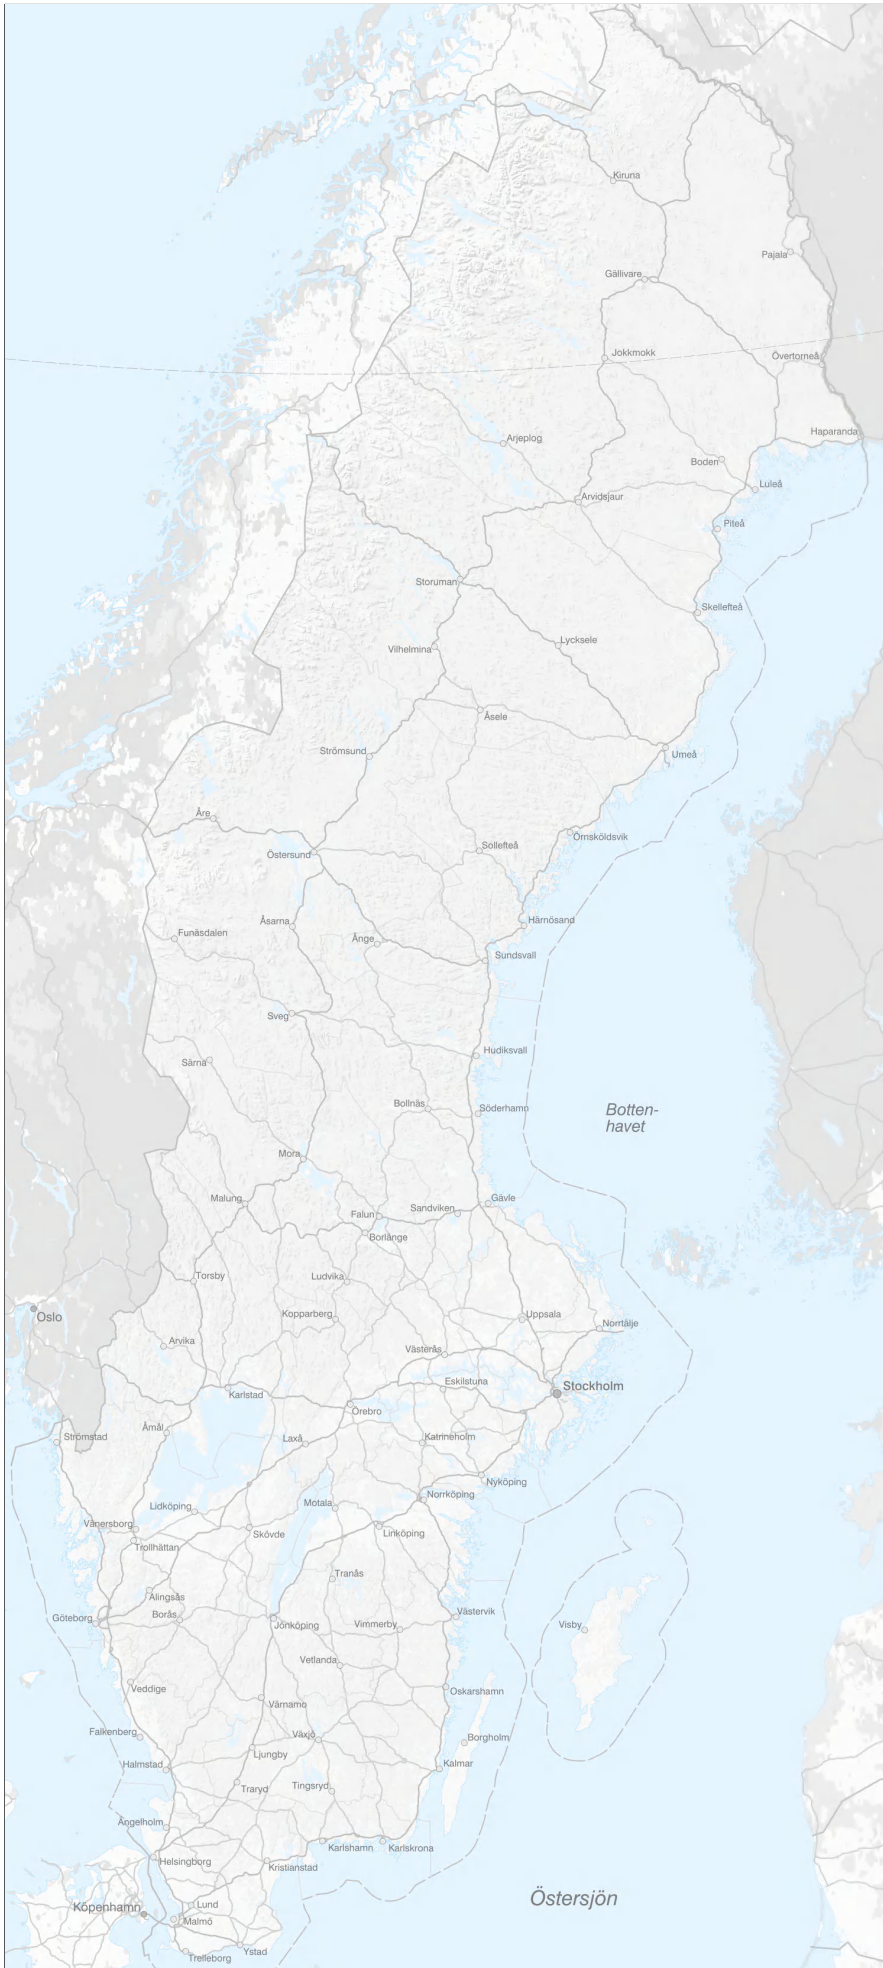 Kiruna
Pajala
Gällivare
Jokkmokk
Övertorneå
Haparanda
Arjeplog
Boden
Luleå
Arvidsjaur
Piteå
Storuman
Skellefteå
Lycksele
Vilhelmina
Åsele
Strömsund
Umeå
Åre
Örnsköldsvik
Östersund
Sollefteå
Åsarna
Härnösand
Funäsdalen
Ånge
Sundsvall
Sveg
Hudiksvall
Särna
Bollnäs
Söderhamn
Botten-
havet
Mora
Malung
Gävle
Falun
Sandviken
Borlänge
Torsby
Ludvika
Oslo
Kopparberg
Uppsala
Norrtälje
Arvika
Västerås
Eskilstuna
Stockholm
Karlstad
Örebro
Åmål
Strömstad
Laxå
Katrineholm
Nyköping
Norrköping
Lidköping
Motala
Vänersborg
Skövde
Linköping
Trollhättan
Tranås
Alingsås
Göteborg
Borås
Jönköping
Vimmerby
Västervik
Visby
Vetlanda
Veddige
Oskarshamn
Värnamo
Falkenberg
Växjö
Borgholm
Ljungby
Halmstad
Kalmar
Traryd
Tingsryd
Ängelholm
Karlshamn
Karlskrona
Helsingborg
Kristianstad
Östersjön
Lund
Köpenhamn
Malmö
Ystad
Trelleborg